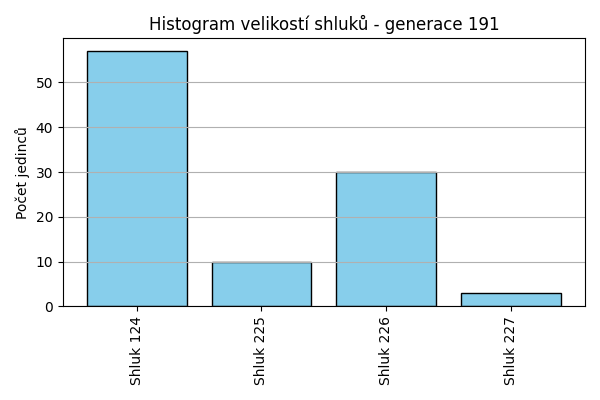 Histogram velikostí shluků - generace 191
Počet jedinců
50
40
30
20
10
0
Shluk 124
Shluk 225
Shluk 226
Shluk 227